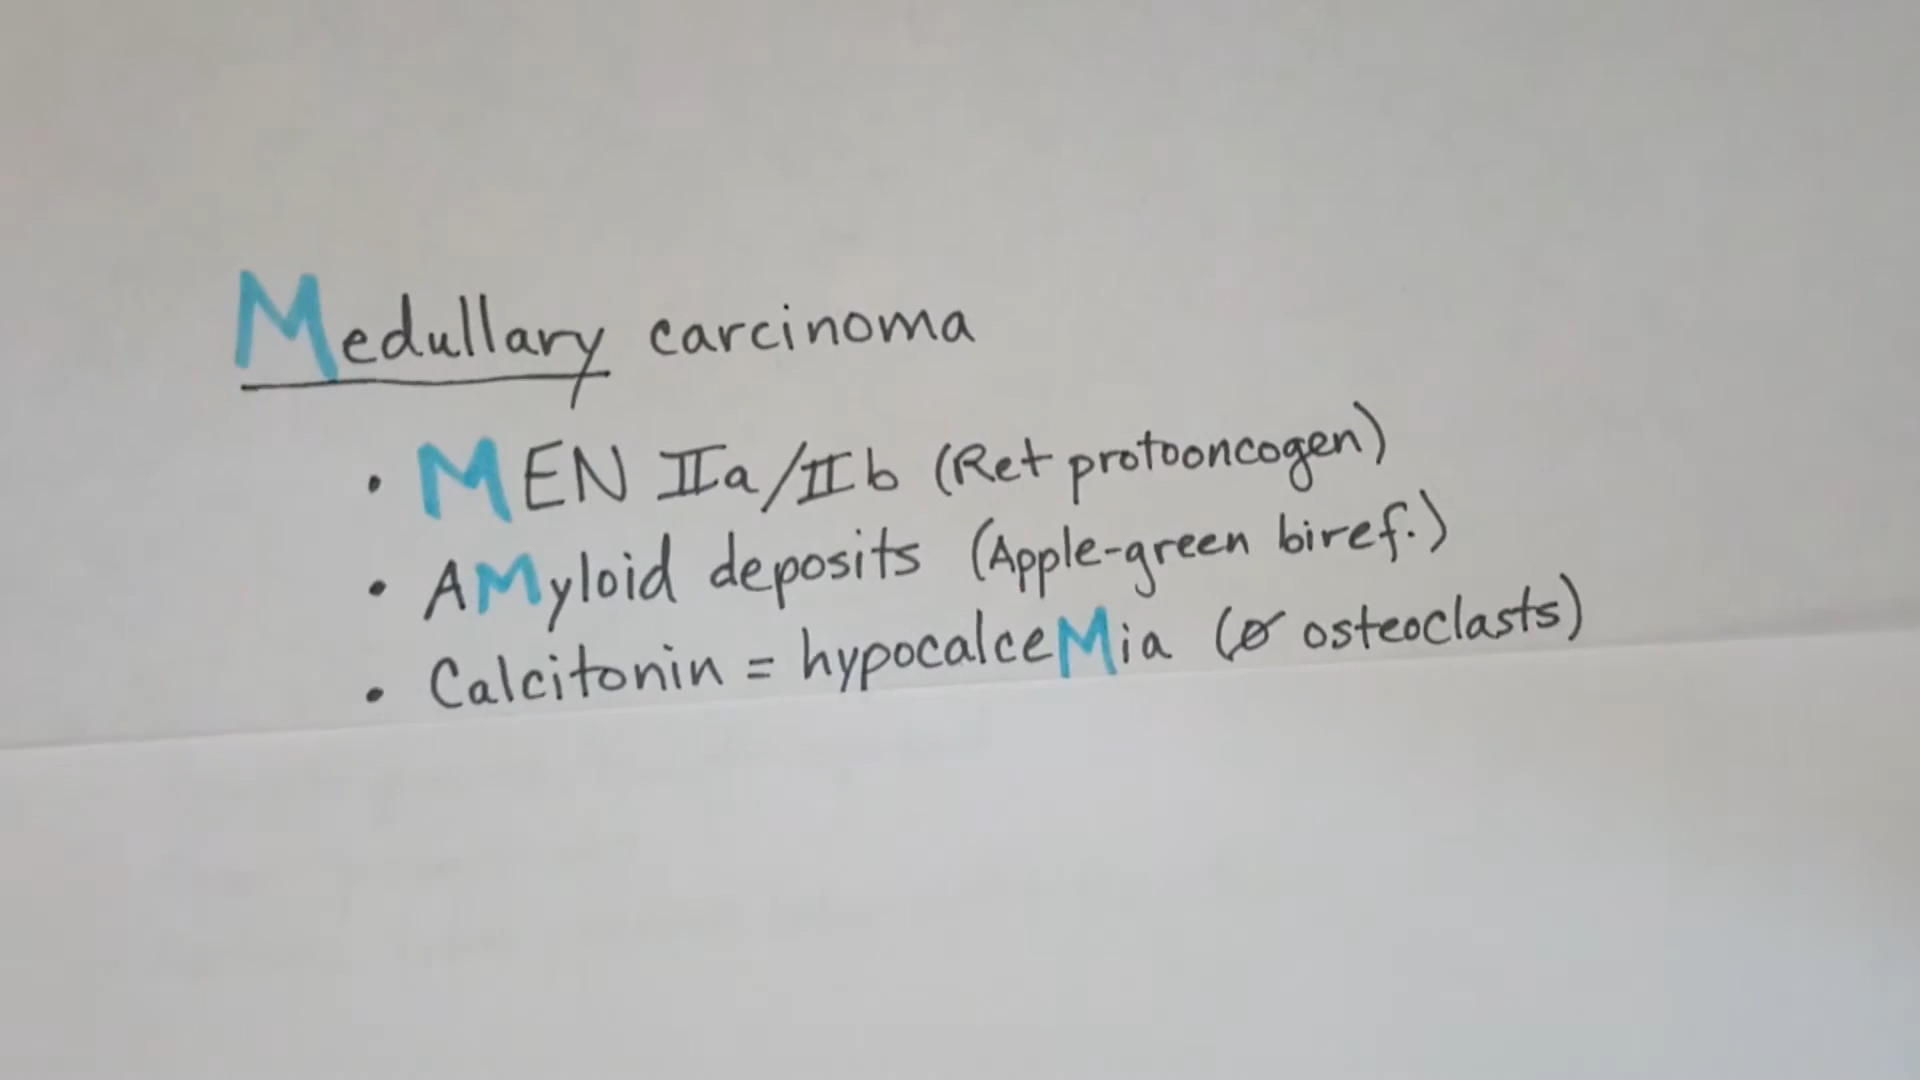 Medullary carcinoma
• MEN IIa/IIb (Ret protooncogen)
• AMyloid deposits (Apple-green biref.)
• Calcitonin = hypocalceMia (∅ osteoclasts)